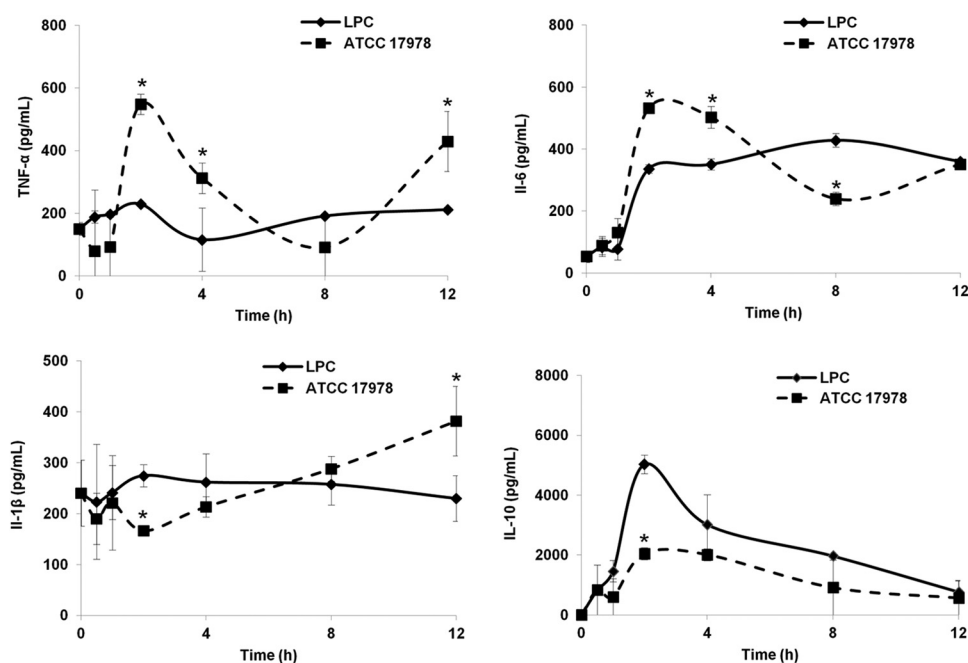 LPC
ATCC 17978
TNF-α (pg/mL)
800
600
400
200
0
*
*
*
0 4 8 12
Time (h)
LPC
ATCC 17978
Il-6 (pg/mL)
800
600
400
200
0
*
*
*
0 4 8 12
Time (h)
LPC
ATCC 17978
Il-1β (pg/mL)
500
400
300
200
100
0
*
*
0 4 8 12
Time (h)
LPC
ATCC 17978
IL-10 (pg/mL)
8000
6000
4000
2000
0
*
0 4 8 12
Time (h)